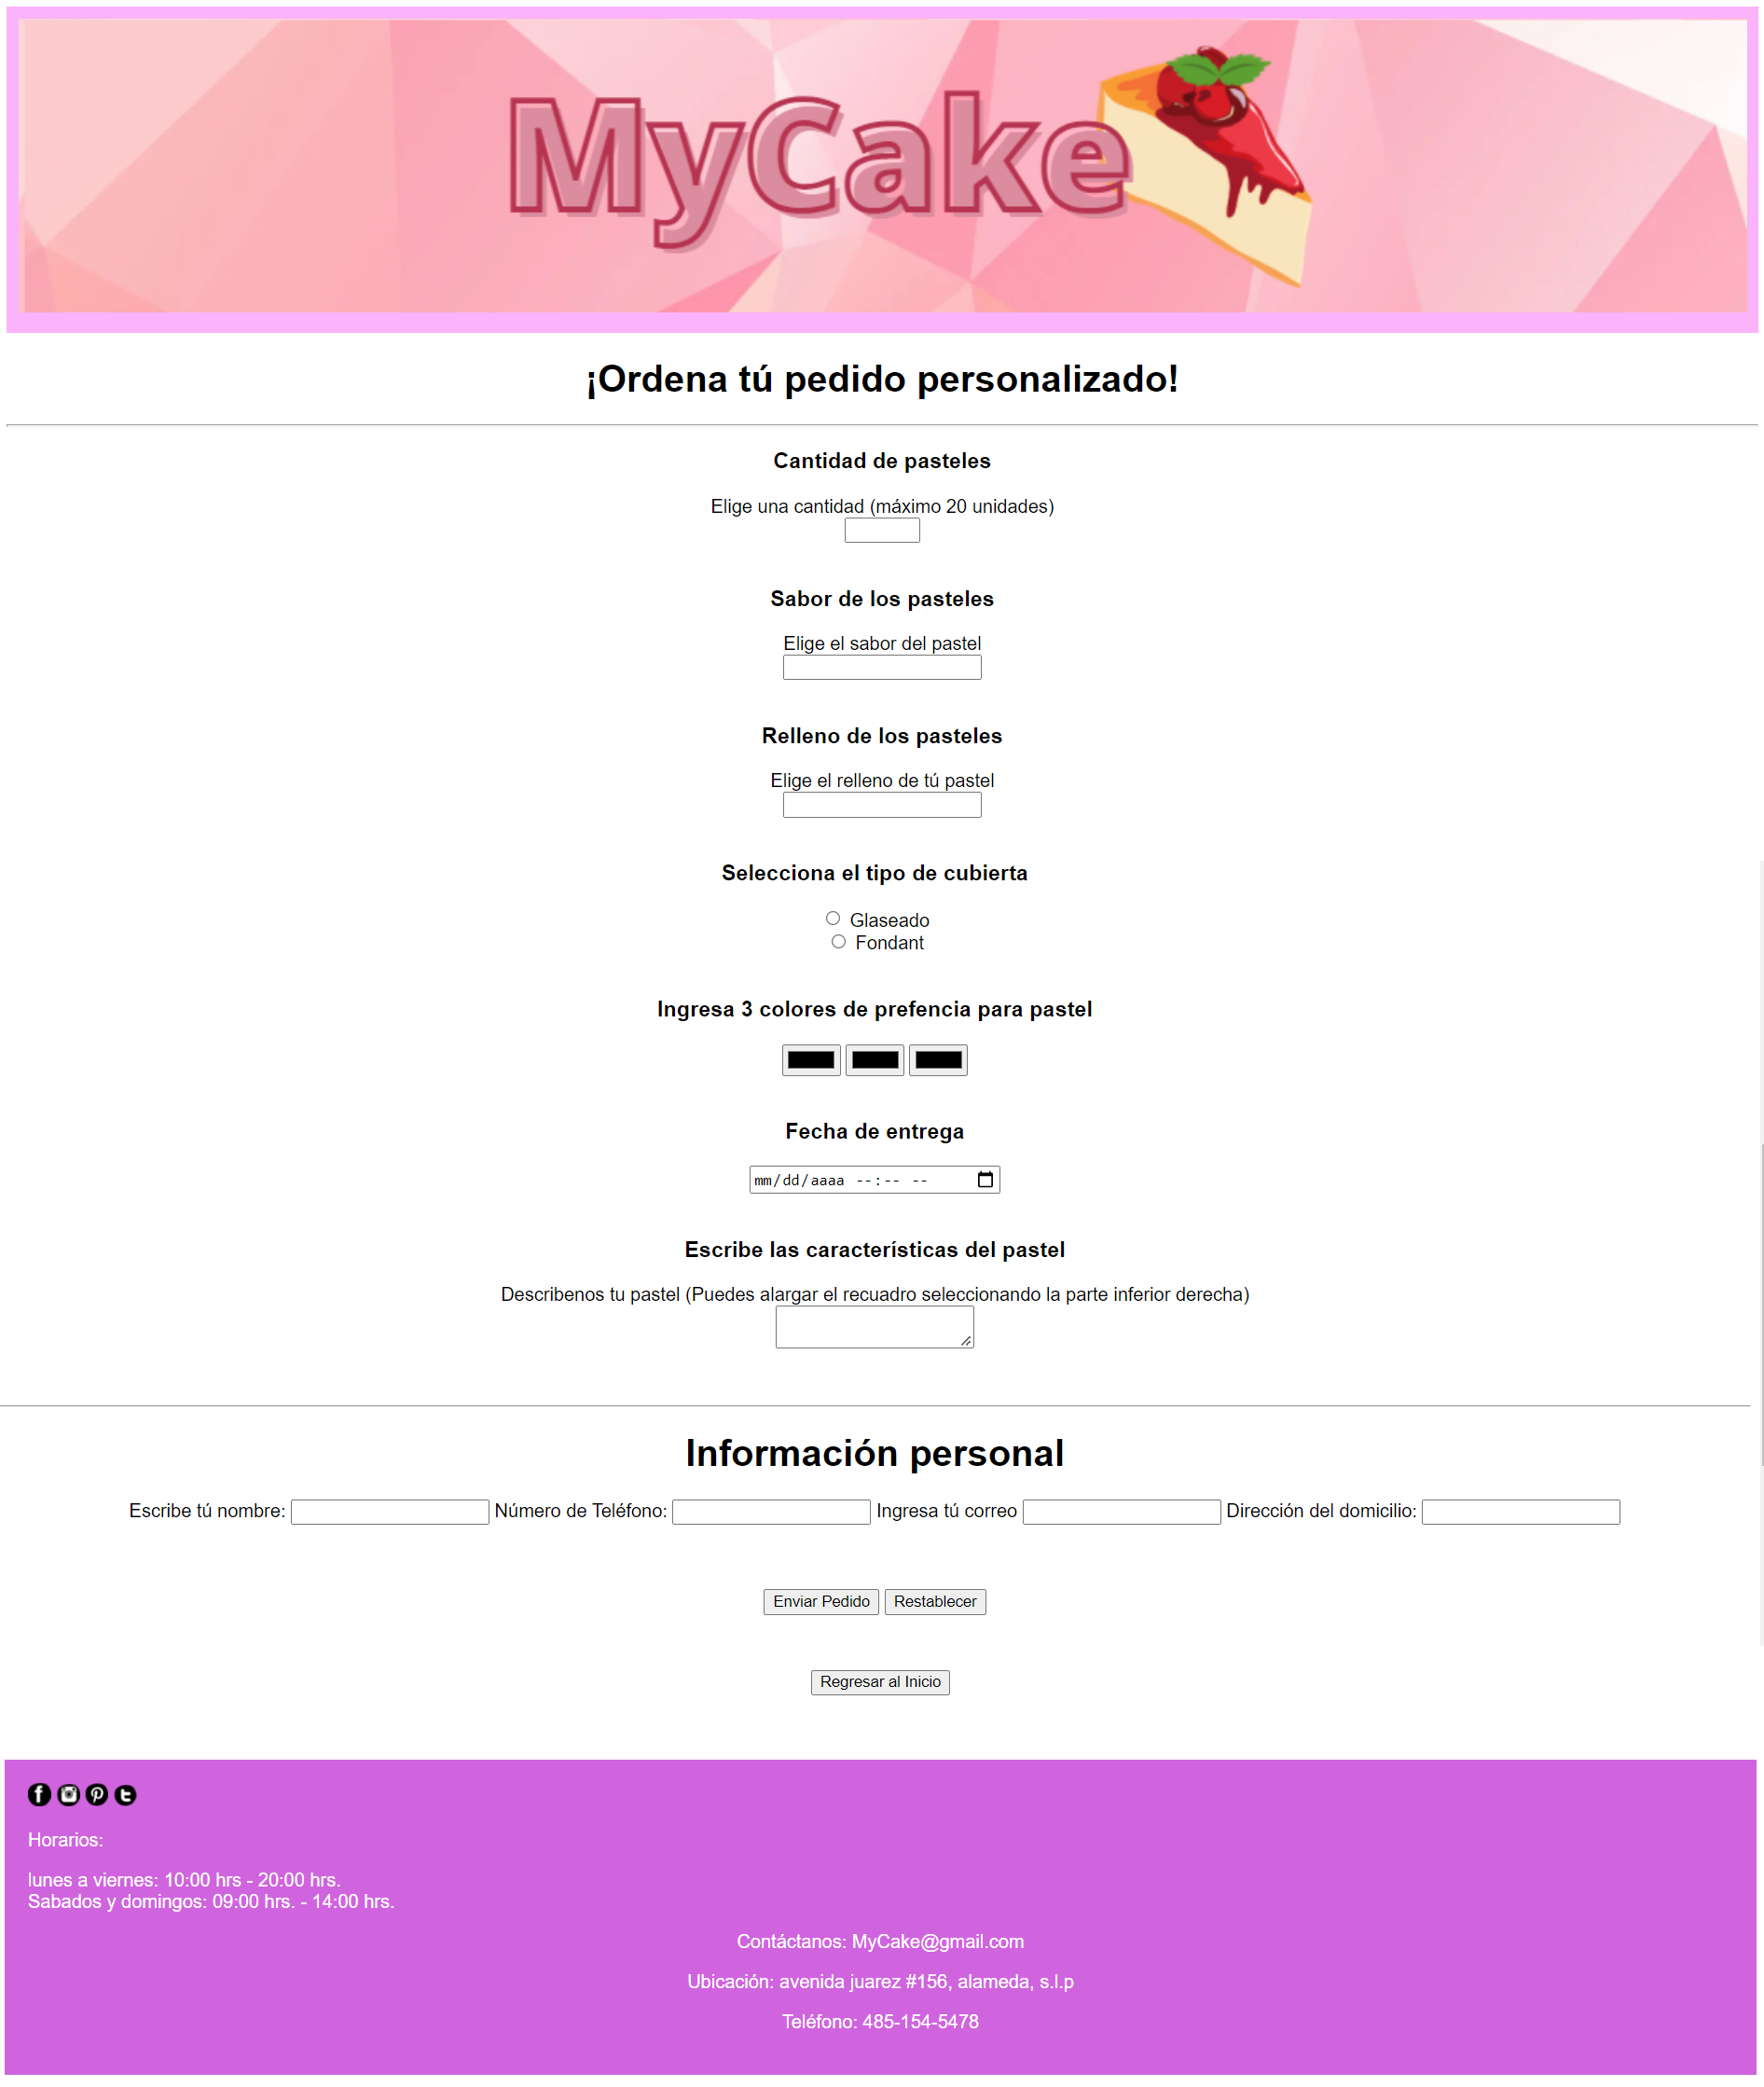 MyCake
¡Ordena tú pedido personalizado!
Cantidad de pasteles
Elige una cantidad (máximo 20 unidades)
Sabor de los pasteles
Elige el sabor del pastel
Relleno de los pasteles
Elige el relleno de tú pastel
Selecciona el tipo de cubierta
Glaseado
Fondant
Ingresa 3 colores de prefencia para pastel
Fecha de entrega
mm/dd/aaaa --:-- --
Escribe las características del pastel
Describenos tu pastel (Puedes alargar el recuadro seleccionando la parte inferior derecha)
Información personal
Escribe tú nombre: Número de Teléfono: Ingresa tú correo Dirección del domicilio:
Enviar Pedido Restablecer
Regresar al Inicio
Horarios:
lunes a viernes: 10:00 hrs - 20:00 hrs.
Sabados y domingos: 09:00 hrs. - 14:00 hrs.
Contáctanos: MyCake@gmail.com
Ubicación: avenida juarez #156, alameda, s.l.p
Teléfono: 485-154-5478